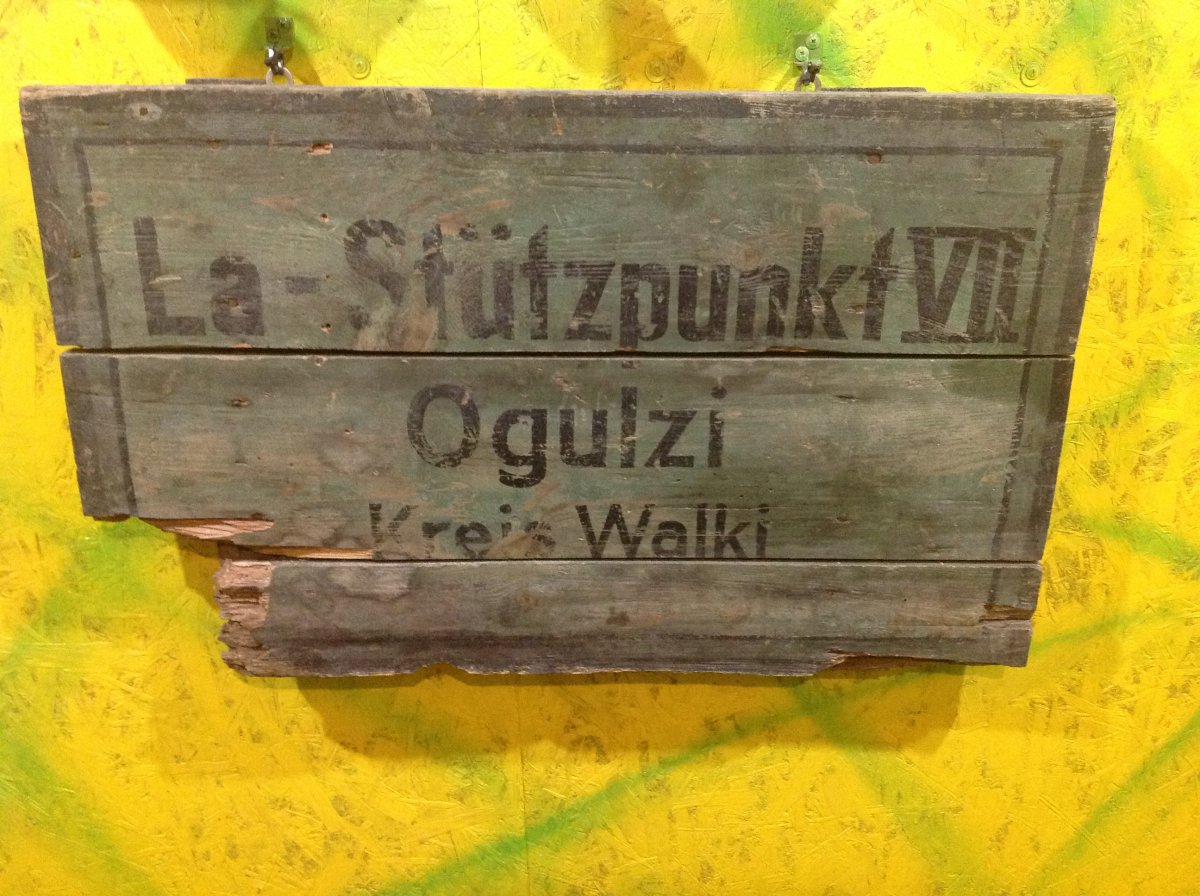 La-Stützpunkt VII
Ogulzi
Kreis Walki